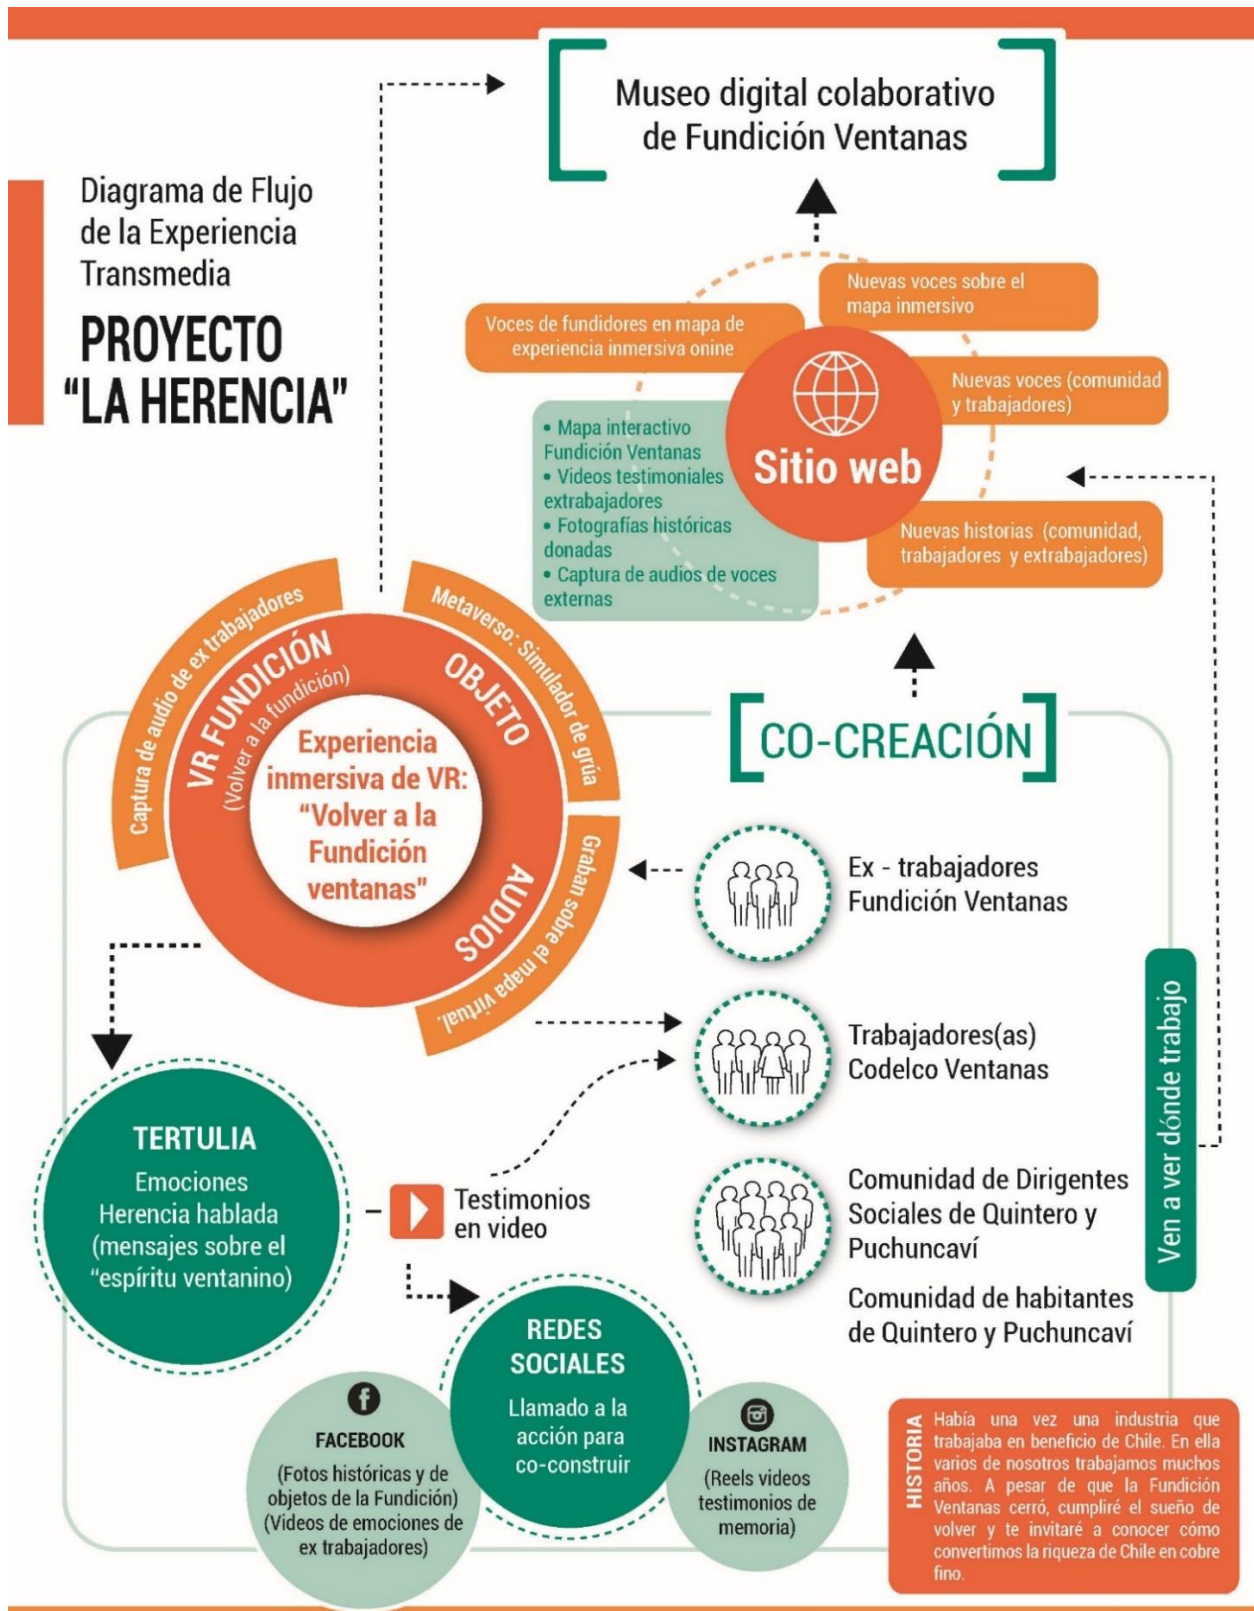 Museo digital colaborativo
de Fundición Ventanas
Diagrama de Flujo
de la Experiencia
Transmedia
PROYECTO
“LA HERENCIA”
Nuevas voces sobre el
mapa inmersivo
Voces de fundidores en mapa de
experiencia inmersiva onine
Nuevas voces (comunidad
y trabajadores)
• Mapa interactivo
Fundición Ventanas
• Videos testimoniales
extrabajadores
• Fotografías históricas
donadas
• Captura de audios de voces
externas
Sitio web
Nuevas historias (comunidad,
trabajadores y extrabajadores)
Captura de audio de ex trabajadores
Metaverso: Simulador de grúa
VR FUNDICIÓN
(Volver a la fundición)
OBJETO
Experiencia
inmersiva de VR:
“Volver a la
Fundición
ventanas”
AUDIOS
Graban sobre el mapa virtual.
CO-CREACIÓN
Ex - trabajadores
Fundición Ventanas
Trabajadores(as)
Codelco Ventanas
Comunidad de Dirigentes
Sociales de Quintero y
Puchuncaví
Comunidad de habitantes
de Quintero y Puchuncaví
Ven a ver dónde trabajo
TERTULIA
Emociones
Herencia hablada
(mensajes sobre el
“espíritu ventanino)
Testimonios
en video
REDES
SOCIALES
Llamado a la
acción para
co-construir
FACEBOOK
(Fotos históricas y de
objetos de la Fundición)
(Videos de emociones de
ex trabajadores)
INSTAGRAM
(Reels videos
testimonios de
memoria)
HISTORIA
Había una vez una industria que
trabajaba en beneficio de Chile. En ella
varios de nosotros trabajamos muchos
años. A pesar de que la Fundición
Ventanas cerró, cumpliré el sueño de
volver y te invitaré a conocer cómo
convertimos la riqueza de Chile en cobre
fino.